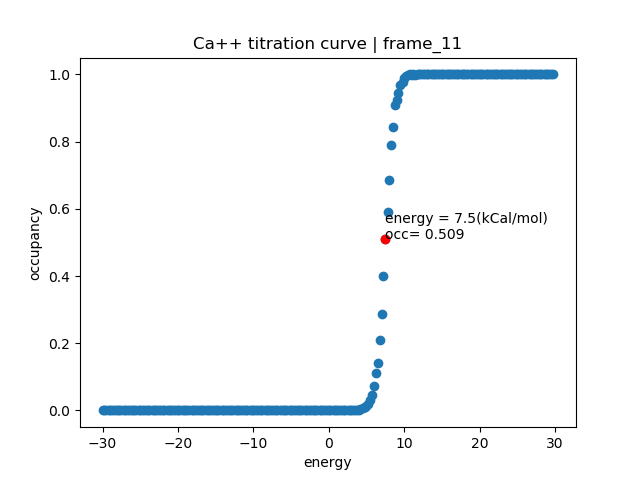 Ca++ titration curve | frame_11
1.0
0.8
0.6
0.4
0.2
0.0
occupancy
energy = 7.5(kCal/mol)
occ= 0.509
−30
−20
−10
0
10
20
30
energy